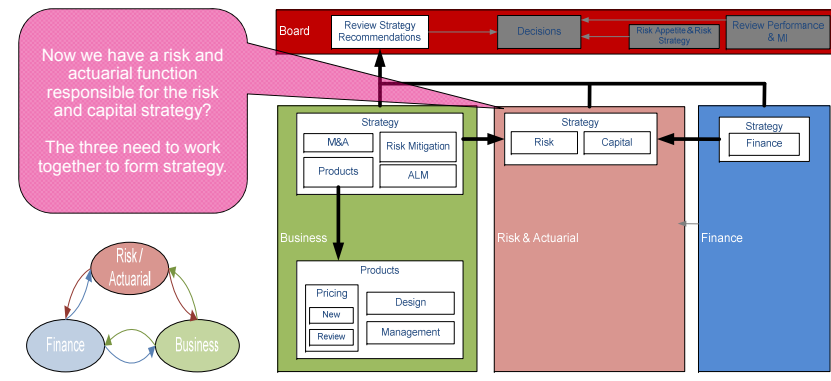 Now we have a risk and
actuarial function
responsible for the risk
and capital strategy?
The three need to work
together to form strategy.
Board
Review Strategy
Recommendations
Decisions
Risk Appetite & Risk
Strategy
Review Performance
& MI
Strategy
M&A
Risk Mitigation
Products
ALM
Business
Products
Pricing
New
Review
Design
Management
Strategy
Risk
Capital
Risk & Actuarial
Strategy
Finance
Finance
Risk /
Actuarial
Finance
Business